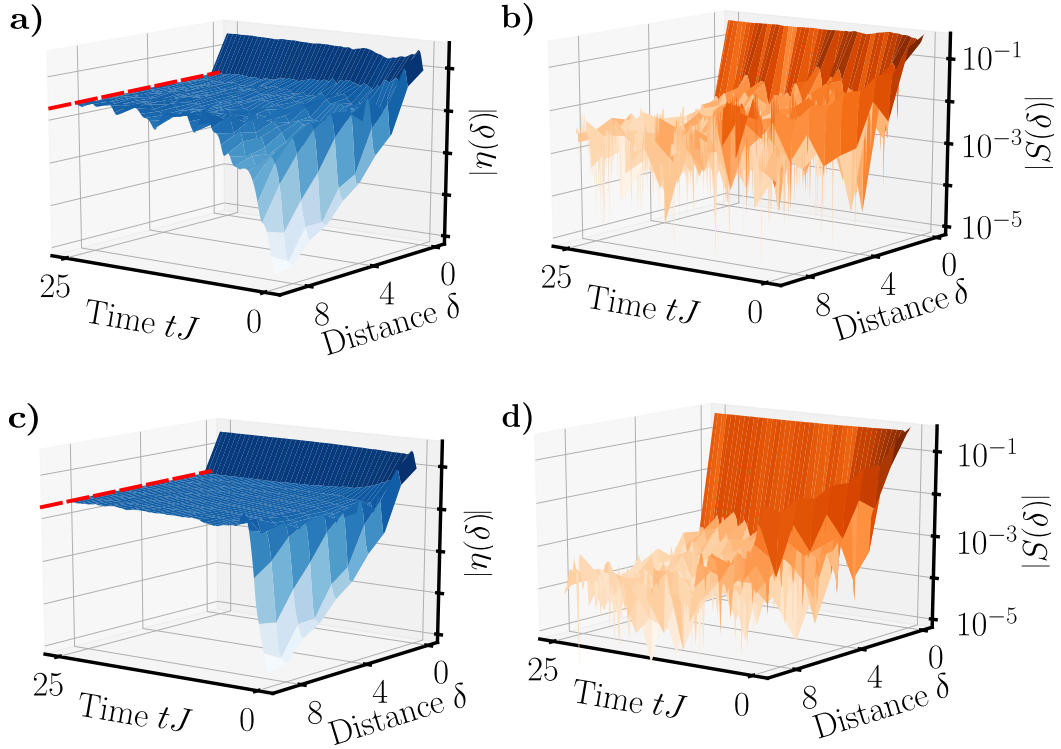 a)
|η(δ)|
25
Time tJ
0
8
4
0
Distance δ
b)
10⁻¹
10⁻³
10⁻⁵
|S(δ)|
25
Time tJ
0
8
4
0
Distance δ
c)
|η(δ)|
25
Time tJ
0
8
4
0
Distance δ
d)
10⁻¹
10⁻³
10⁻⁵
|S(δ)|
25
Time tJ
0
8
4
0
Distance δ